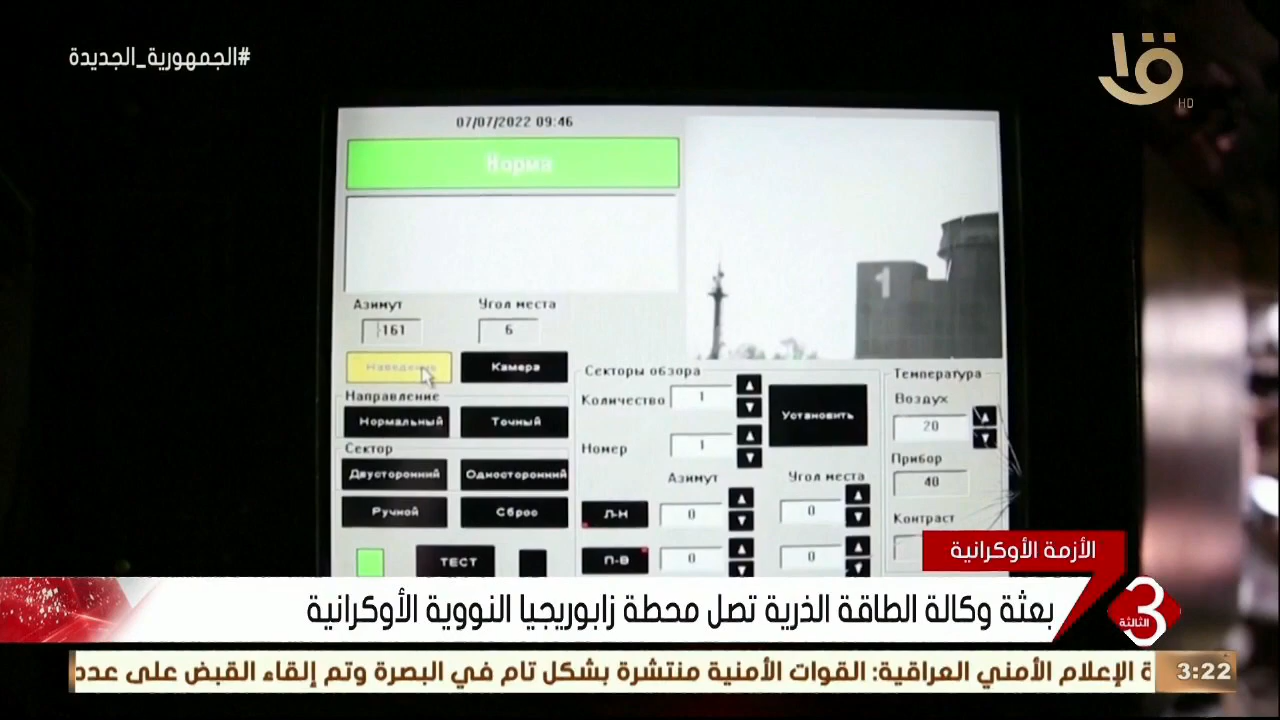 #الجمهورية_الجديدة
HD
07/07/2022 09:46
Норма
1
Азимут
Угол места
-161
6
Наведение
Камера
Направление
Нормальный
Точный
Сектор
Двусторонний
Односторонний
Ручной
Сброс
ТЕСТ
Секторы обзора
Количество
1
Установить
Номер
1
Азимут
Угол места
Л-Н
0
0
П-В
0
0
Температура
Воздух
20
Прибор
40
Контраст
الأزمة الأوكرانية
3
الثالثة
بعثة وكالة الطاقة الذرية تصل محطة زابوريجيا النووية الأوكرانية
ة الإعلام الأمني العراقية: القوات الأمنية منتشرة بشكل تام في البصرة وتم إلقاء القبض على عدد
3:22